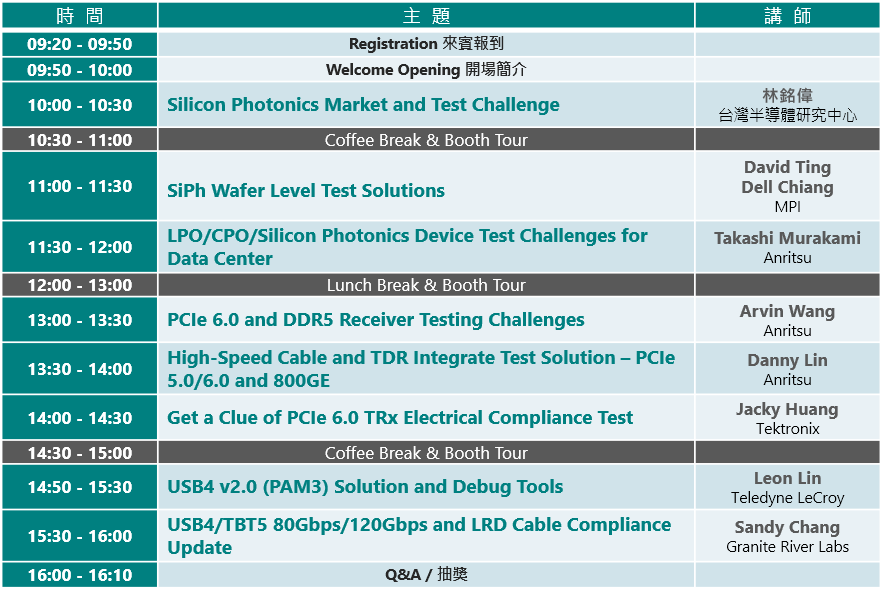 時 間 主 題 講 師
09:20 - 09:50 Registration 來賓報到
09:50 - 10:00 Welcome Opening 開場簡介
10:00 - 10:30 Silicon Photonics Market and Test Challenge 林銘偉
台灣半導體研究中心
10:30 - 11:00 Coffee Break & Booth Tour
11:00 - 11:30 SiPh Wafer Level Test Solutions David Ting
Dell Chiang
MPI
11:30 - 12:00 LPO/CPO/Silicon Photonics Device Test Challenges for
Data Center Takashi Murakami
Anritsu
12:00 - 13:00 Lunch Break & Booth Tour
13:00 - 13:30 PCIe 6.0 and DDR5 Receiver Testing Challenges Arvin Wang
Anritsu
13:30 - 14:00 High-Speed Cable and TDR Integrate Test Solution – PCIe
5.0/6.0 and 800GE Danny Lin
Anritsu
14:00 - 14:30 Get a Clue of PCIe 6.0 TRx Electrical Compliance Test Jacky Huang
Tektronix
14:30 - 15:00 Coffee Break & Booth Tour
14:50 - 15:30 USB4 v2.0 (PAM3) Solution and Debug Tools Leon Lin
Teledyne LeCroy
15:30 - 16:00 USB4/TBT5 80Gbps/120Gbps and LRD Cable Compliance
Update Sandy Chang
Granite River Labs
16:00 - 16:10 Q&A / 抽獎